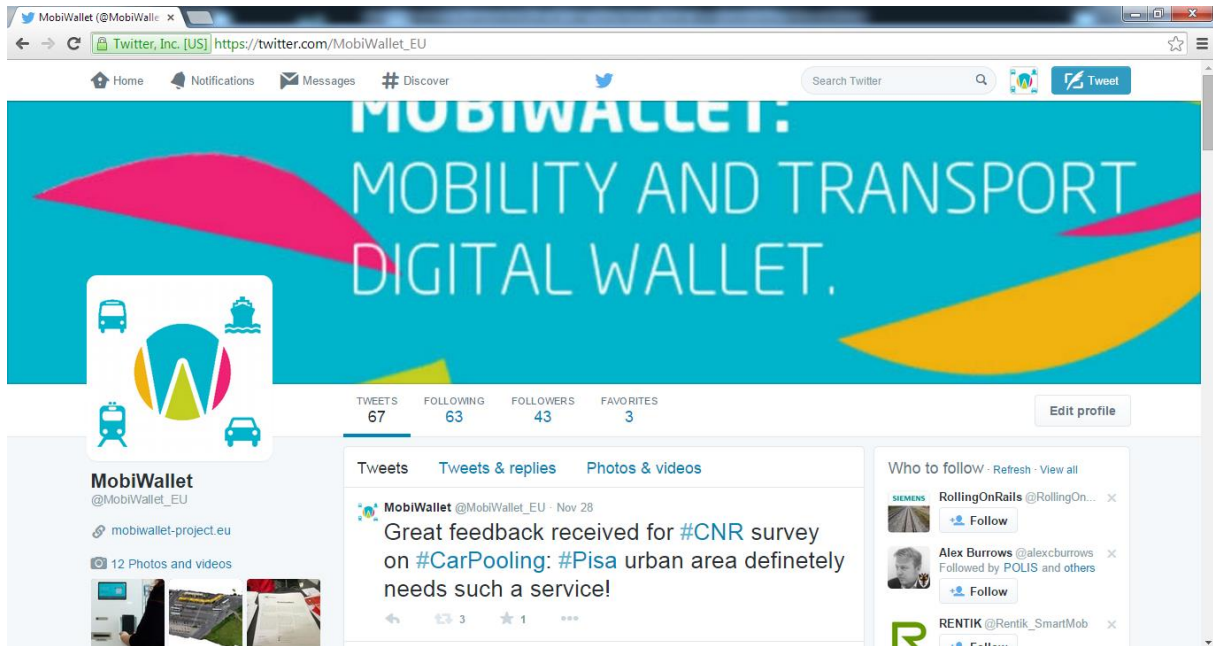 MobiWallet (@MobiWalle
Twitter, Inc. [US] https://twitter.com/MobiWallet_EU
Home Notifications Messages # Discover Search Twitter Tweet
MOBIWALLET:
MOBILITY AND TRANSPORT
DIGITAL WALLET.
TWEETS FOLLOWING FOLLOWERS FAVORITES
67 63 43 3
Edit profile
MobiWallet
@MobiWallet_EU
mobiwallet-project.eu
12 Photos and videos
Tweets Tweets & replies Photos & videos
MobiWallet @MobiWallet_EU · Nov 28
Great feedback received for #CNR survey
on #CarPooling: #Pisa urban area definetely
needs such a service!
3 1
Who to follow · Refresh · View all
SIEMENS
RollingOnRails @RollingOn...
Follow
Alex Burrows @alexcburrows
Followed by POLIS and others
Follow
RENTIK @Rentik_SmartMob
Follow